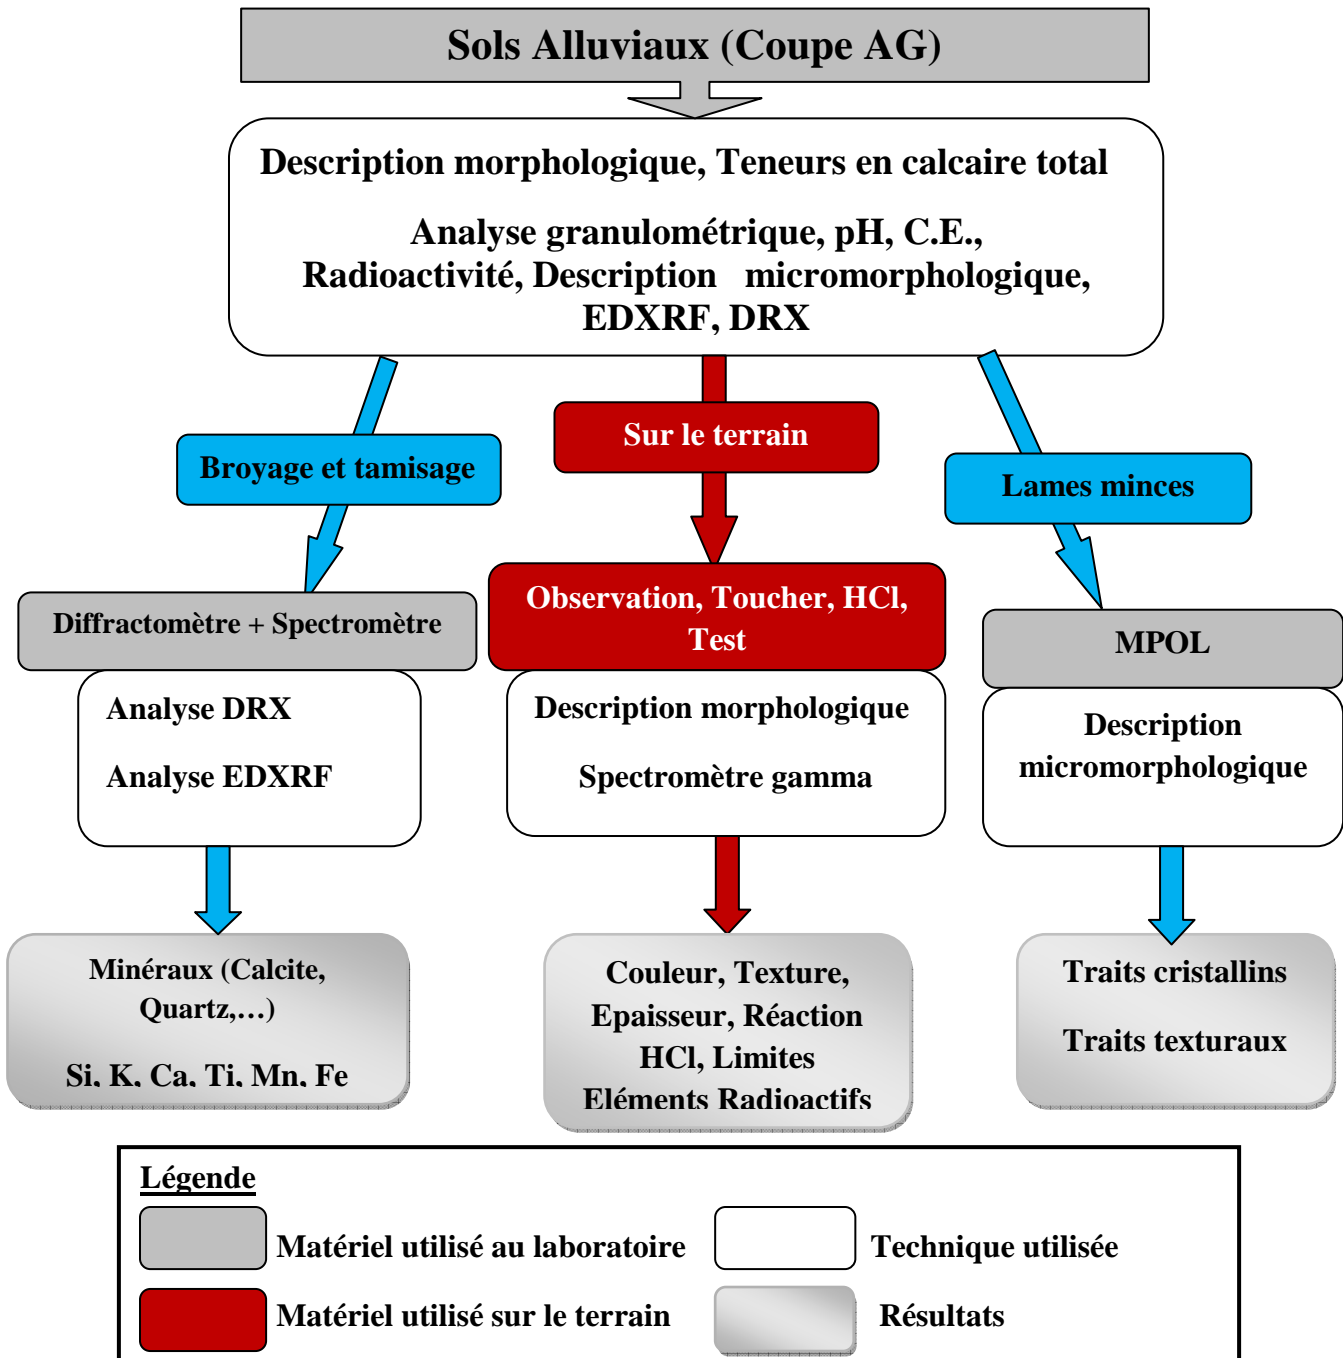 Sols Alluviaux (Coupe AG)
Description morphologique, Teneurs en calcaire total
Analyse granulométrique, pH, C.E.,
Radioactivité, Description micromorphologique,
EDXRF, DRX
Broyage et tamisage
Sur le terrain
Lames minces
Diffractomètre + Spectromètre
Analyse DRX
Analyse EDXRF
Minéraux (Calcite,
Quartz,…)
Si, K, Ca, Ti, Mn, Fe
Observation, Toucher, HCl,
Test
Description morphologique
Spectromètre gamma
Couleur, Texture,
Epaisseur, Réaction
HCl, Limites
Eléments Radioactifs
MPOL
Description
micromorphologique
Traits cristallins
Traits texturaux
Légende
Matériel utilisé au laboratoire
Technique utilisée
Matériel utilisé sur le terrain
Résultats